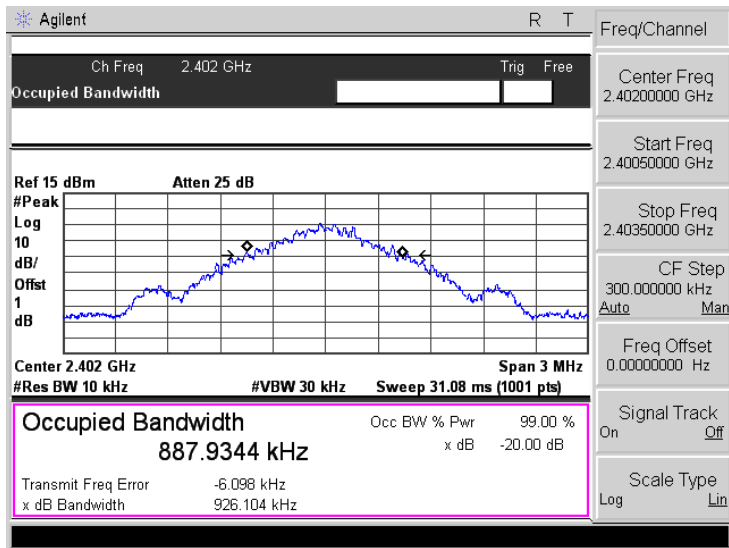 Agilent R T
Ch Freq 2.402 GHz Trig Free
Occupied Bandwidth
Ref 15 dBm Atten 25 dB
#Peak
Log
10
dB/
Offst
1
dB
Center 2.402 GHz Span 3 MHz
#Res BW 10 kHz #VBW 30 kHz Sweep 31.08 ms (1001 pts)
Occupied Bandwidth
887.9344 kHz
Occ BW % Pwr 99.00 %
x dB -20.00 dB
Transmit Freq Error -6.098 kHz
x dB Bandwidth 926.104 kHz
Freq/Channel
Center Freq
2.40200000 GHz
Start Freq
2.40050000 GHz
Stop Freq
2.40350000 GHz
CF Step
300.000000 kHz
Auto Man
Freq Offset
0.00000000 Hz
Signal Track
On Off
Scale Type
Log Lin